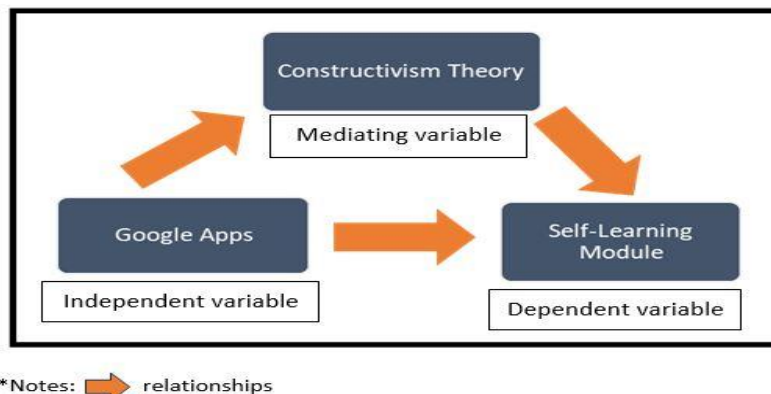 Constructivism Theory
Mediating variable
Google Apps
Independent variable
Self-Learning
Module
Dependent variable
*Notes: relationships